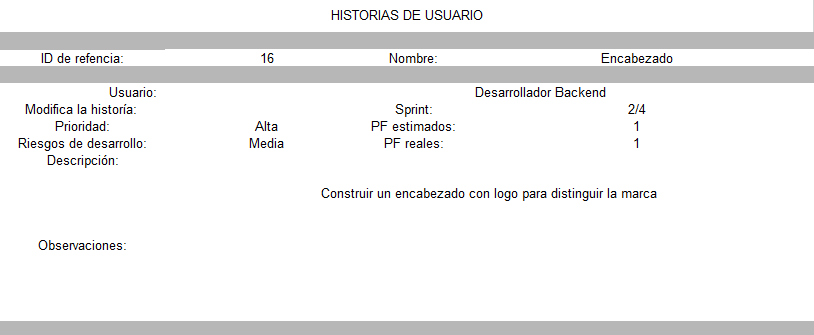 HISTORIAS DE USUARIO
ID de refencia: 16 Nombre: Encabezado
Usuario: Desarrollador Backend
Modifica la historía: Sprint: 2/4
Prioridad: Alta PF estimados: 1
Riesgos de desarrollo: Media PF reales: 1
Descripción:
Construir un encabezado con logo para distinguir la marca
Observaciones: